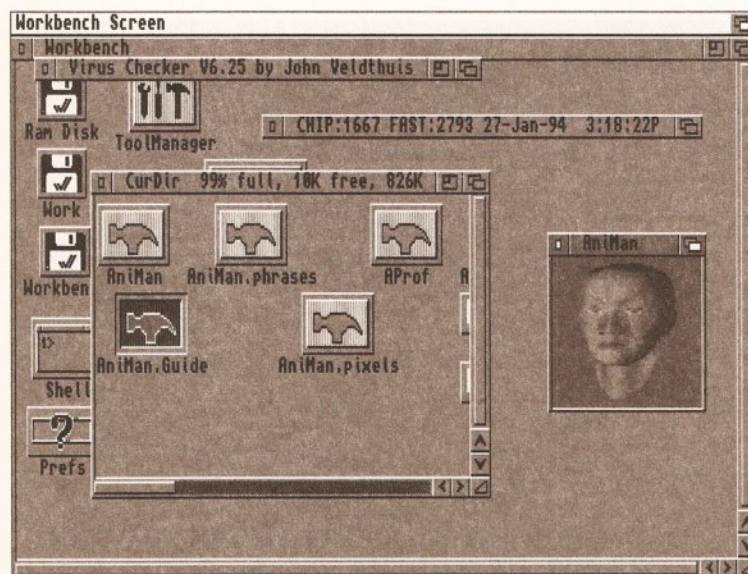 Workbench Screen
Workbench
Virus Checker V6.25 by John Veldthuis
Ram Disk
ToolManager
CHIP:1667 FAST:2793 27-Jan-94 3:18:22P
CurDir 99% full, 10K free, 826K
Work
AniMan
AniMan
AniMan.phrases
AProf
A
Workben
1>
AniMan.Guide
AniMan.pixels
Shell
?
Prefs